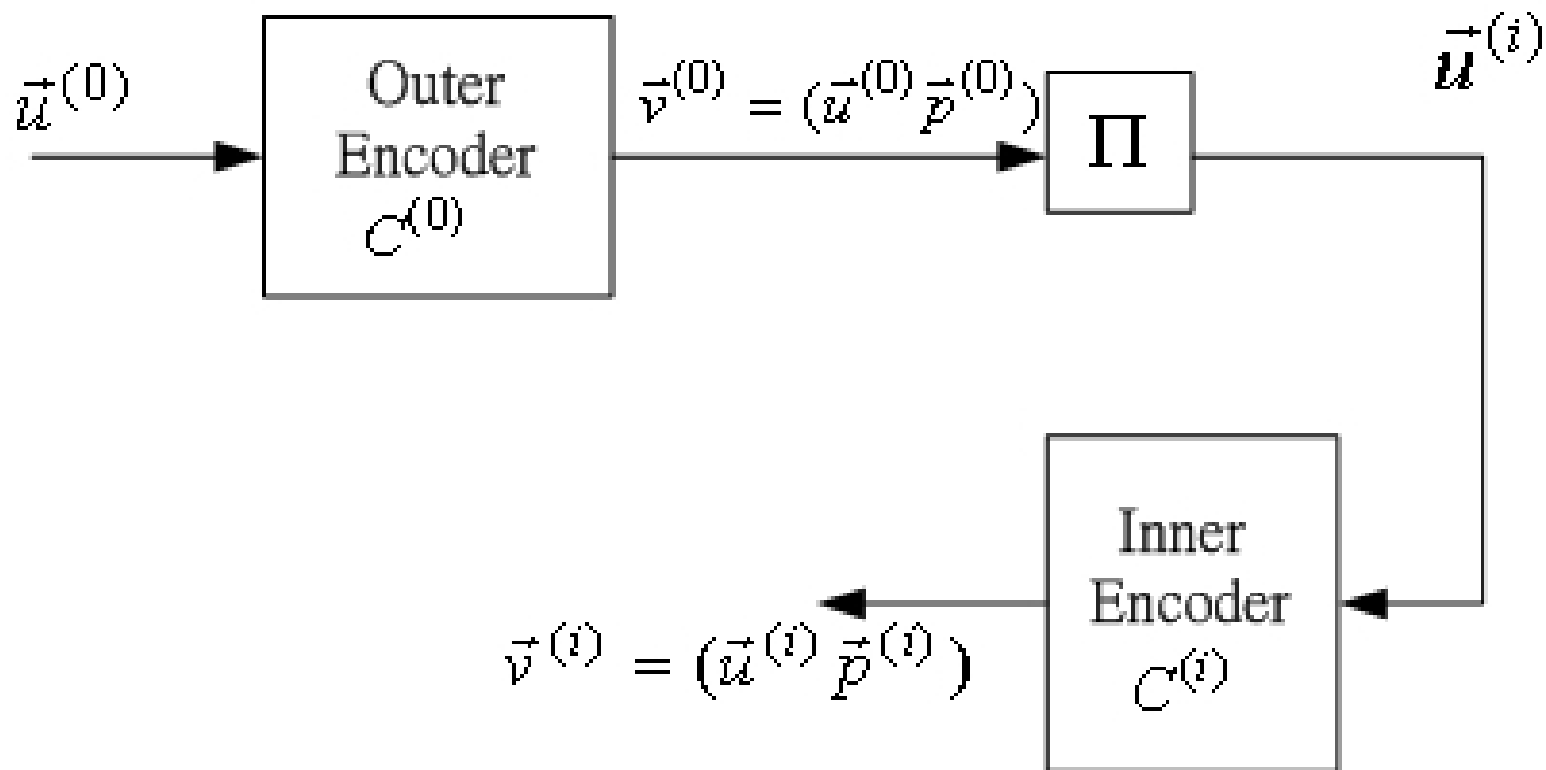 u⃗^(0)
Outer
Encoder
C^(0)
v⃗^(0) = (u⃗^(0) p⃗^(0))
Π
u⃗^(i)
Inner
Encoder
C^(i)
v⃗^(i) = (u⃗^(i) p⃗^(i))